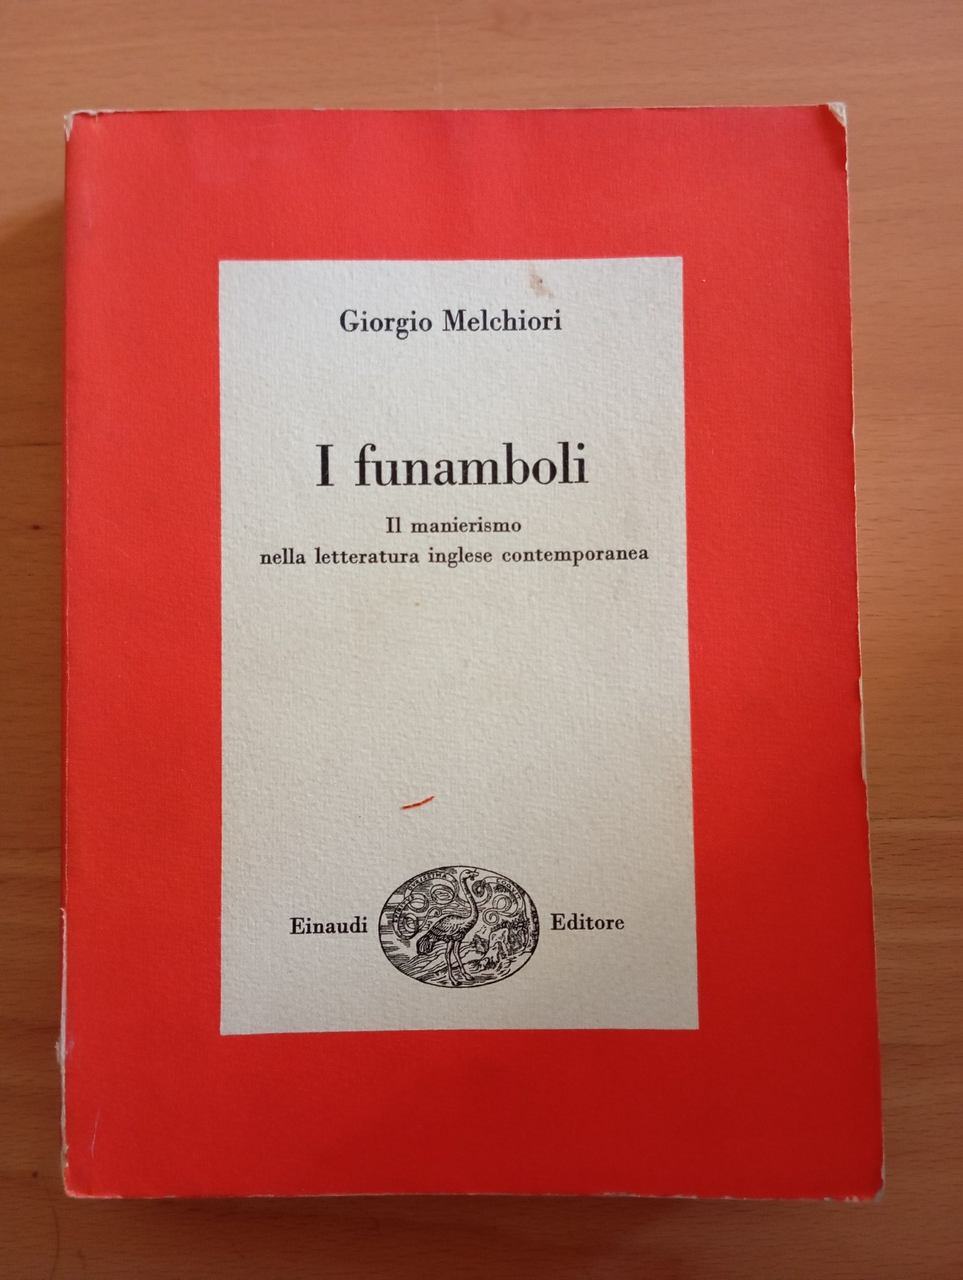 Giorgio Melchiori
I funamboli
Il manierismo
nella letteratura inglese contemporanea
Einaudi Editore